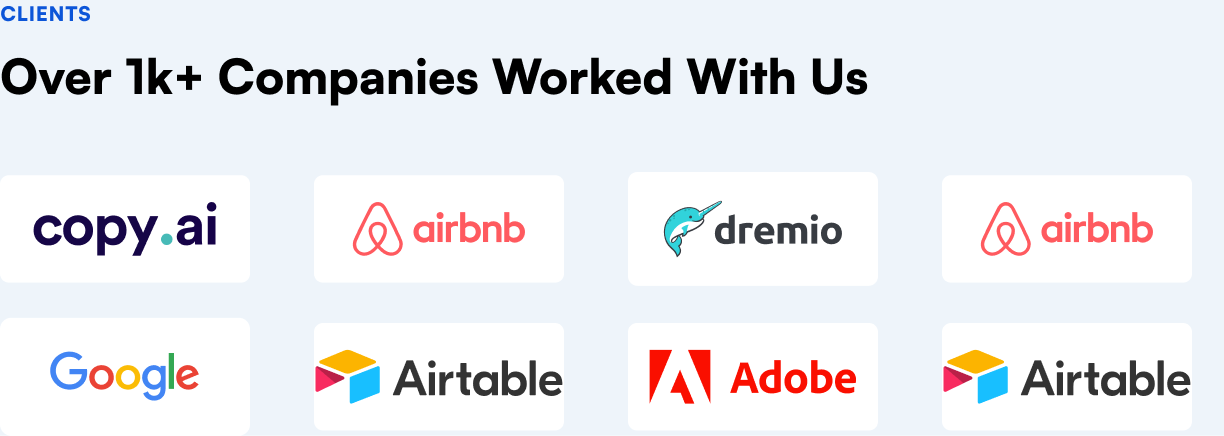 CLIENTS
Over 1k+ Companies Worked With Us
copy.ai
airbnb
dremio
airbnb
Google
Airtable
Adobe
Airtable